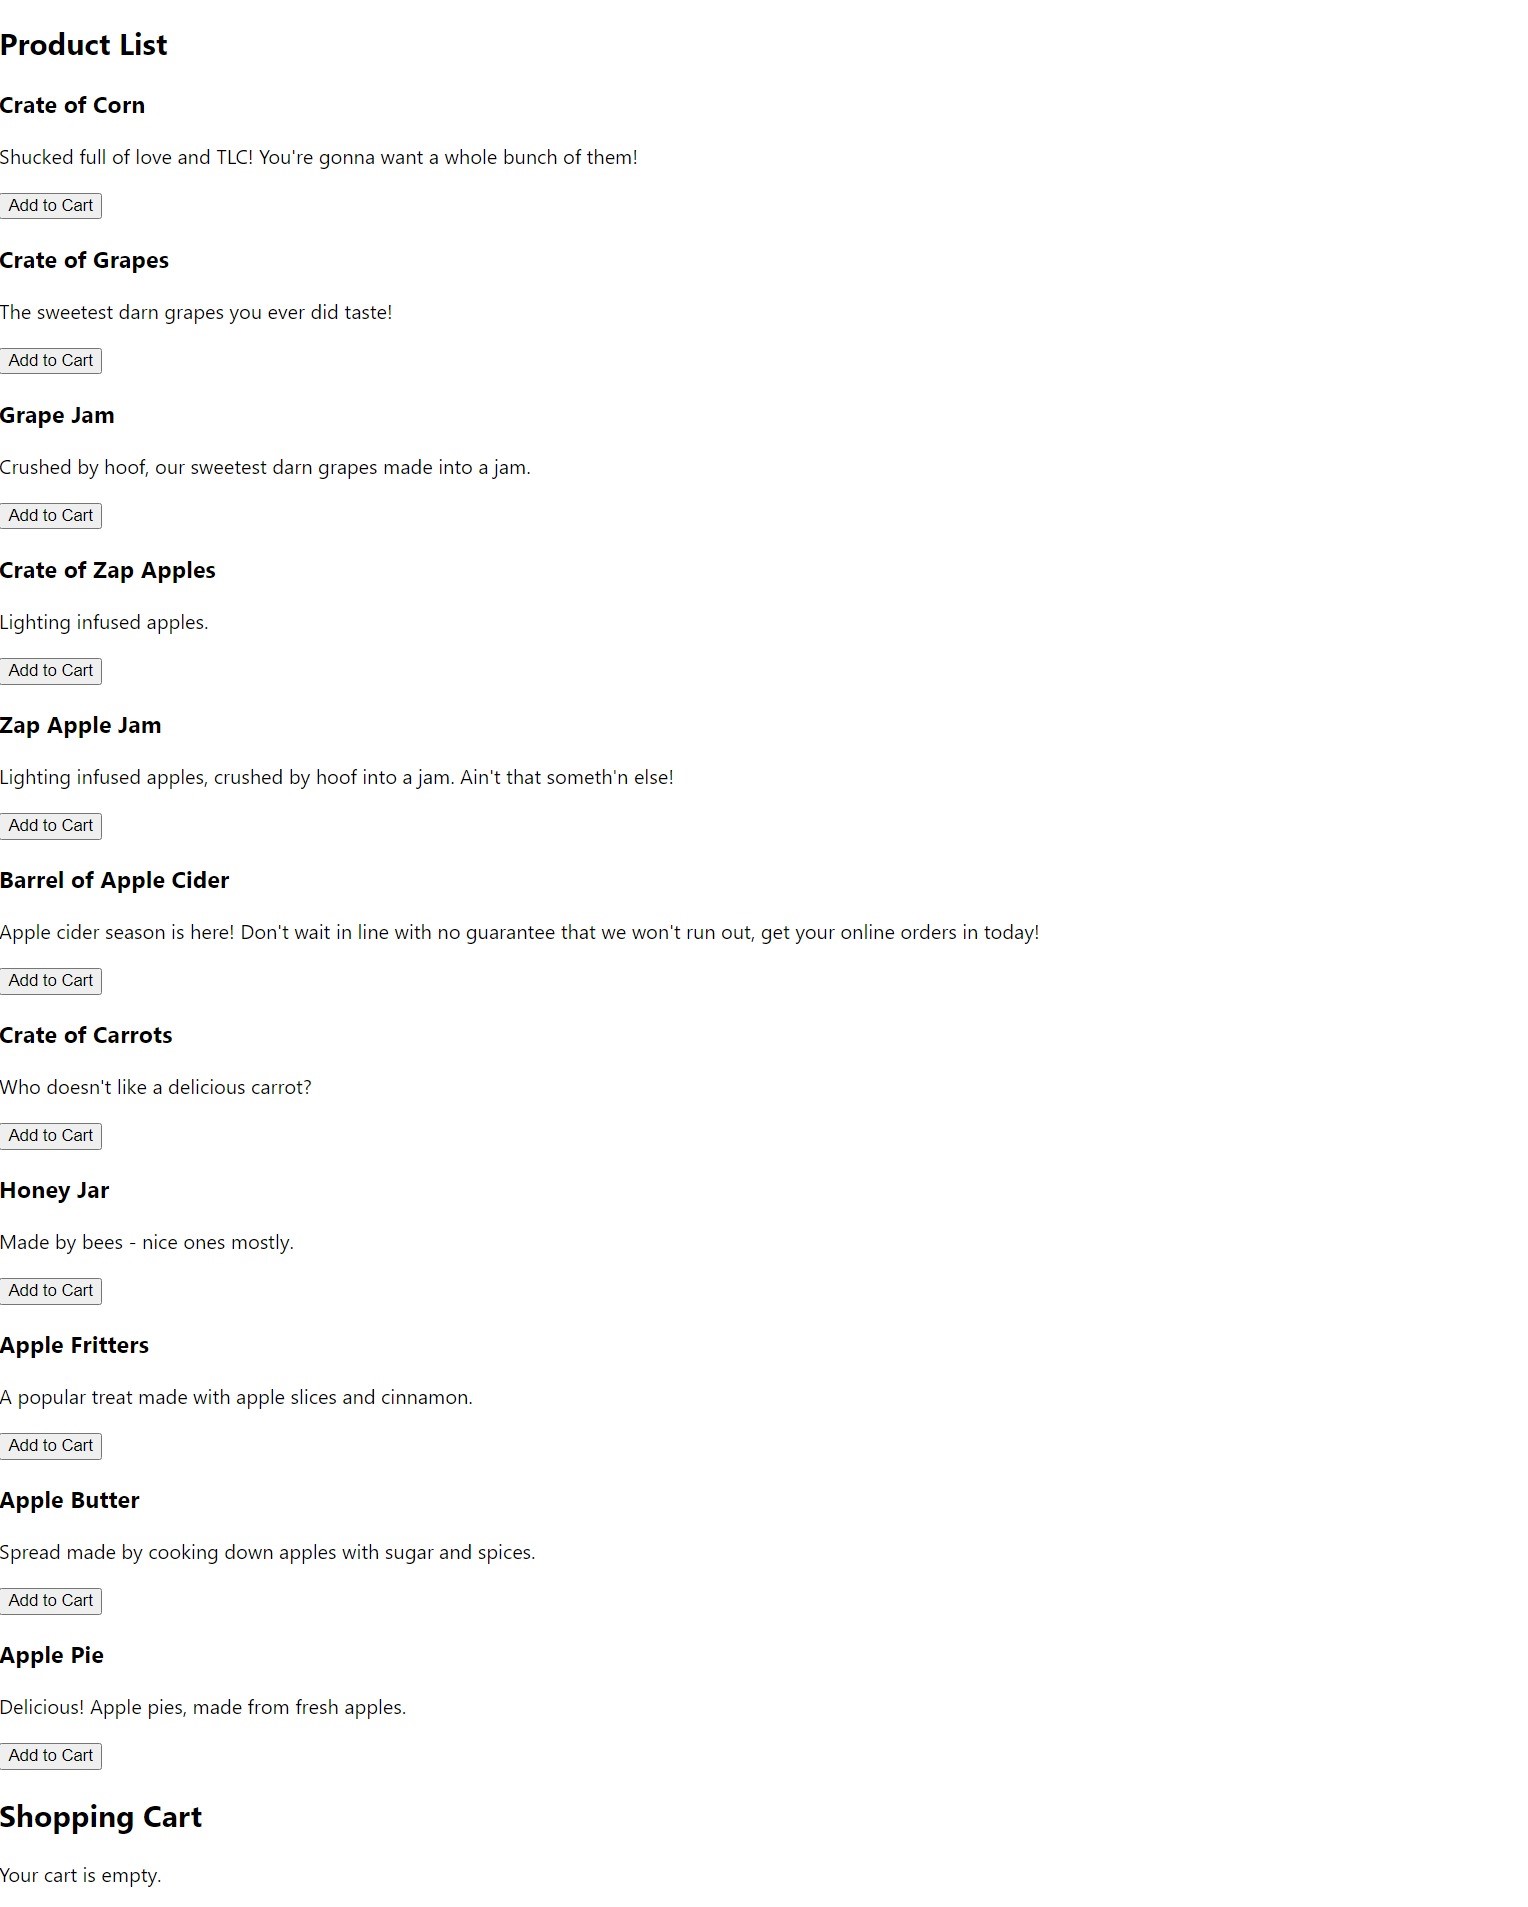 Product List
Crate of Corn
Shucked full of love and TLC! You're gonna want a whole bunch of them!
Add to Cart
Crate of Grapes
The sweetest darn grapes you ever did taste!
Add to Cart
Grape Jam
Crushed by hoof, our sweetest darn grapes made into a jam.
Add to Cart
Crate of Zap Apples
Lighting infused apples.
Add to Cart
Zap Apple Jam
Lighting infused apples, crushed by hoof into a jam. Ain't that someth'n else!
Add to Cart
Barrel of Apple Cider
Apple cider season is here! Don't wait in line with no guarantee that we won't run out, get your online orders in today!
Add to Cart
Crate of Carrots
Who doesn't like a delicious carrot?
Add to Cart
Honey Jar
Made by bees - nice ones mostly.
Add to Cart
Apple Fritters
A popular treat made with apple slices and cinnamon.
Add to Cart
Apple Butter
Spread made by cooking down apples with sugar and spices.
Add to Cart
Apple Pie
Delicious! Apple pies, made from fresh apples.
Add to Cart
Shopping Cart
Your cart is empty.